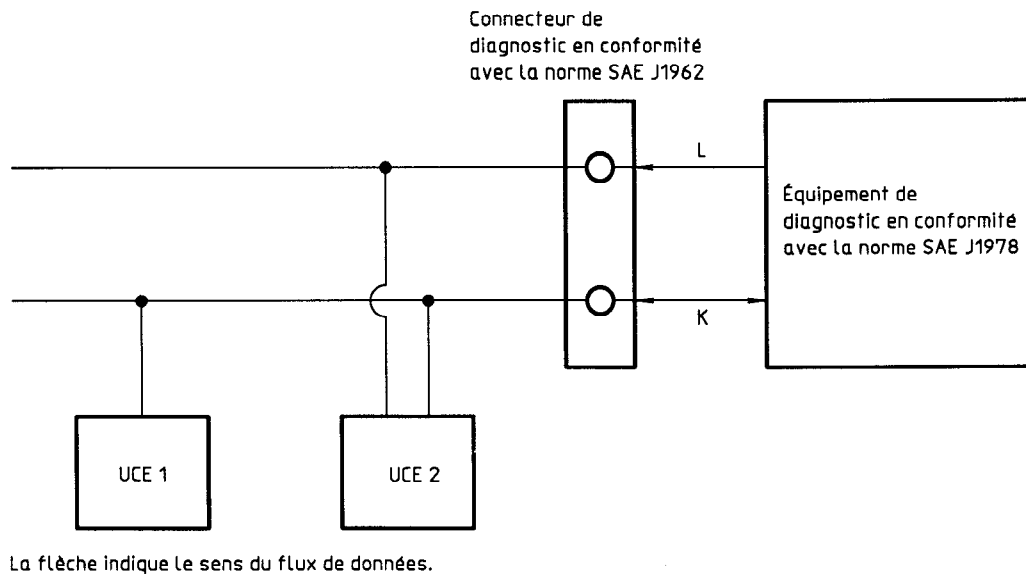 Connecteur de
diagnostic en conformité
avec la norme SAE J1962
L
Équipement de
diagnostic en conformité
avec la norme SAE J1978
K
UCE 1
UCE 2
La flèche indique le sens du flux de données.